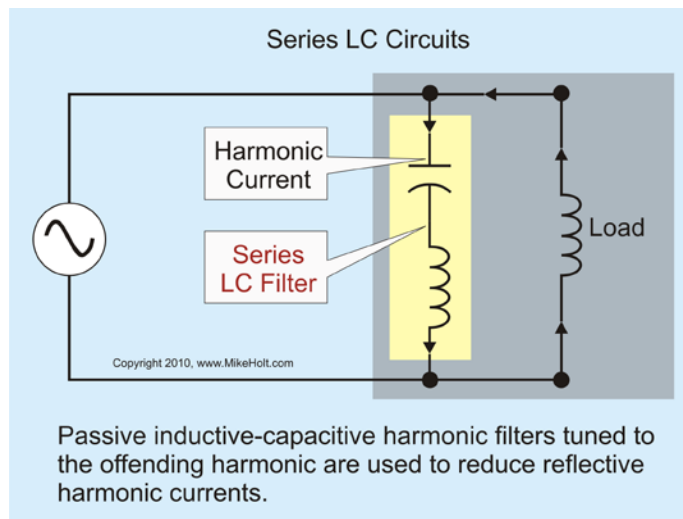 Series LC Circuits
Harmonic
Current
Series
LC Filter
Load
Copyright 2010, www.MikeHolt.com
Passive inductive-capacitive harmonic filters tuned to
the offending harmonic are used to reduce reflective
harmonic currents.